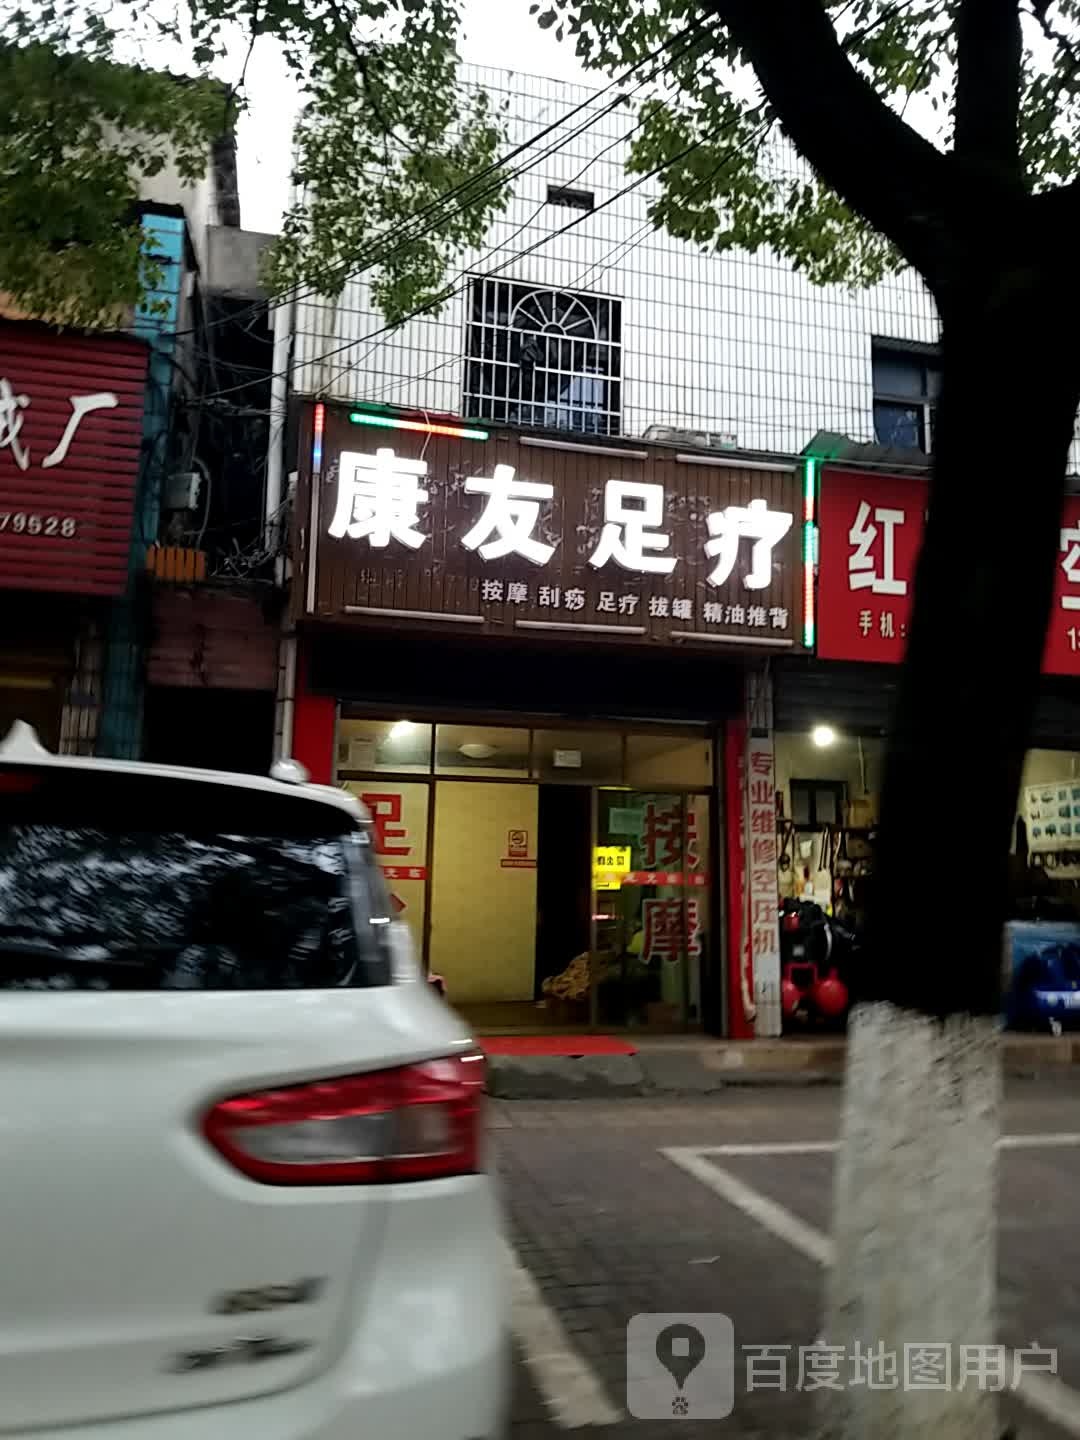 厂
79528
康友足疗
按摩 刮痧 足疗 拔罐 精油推背
红
手机:
足
按摩
专业维修空压机
百度地图用户